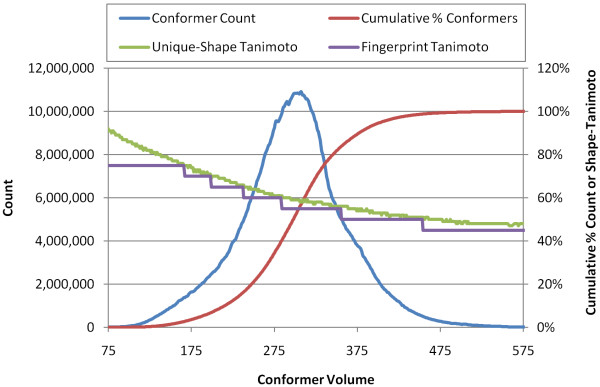 Conformer Count
Cumulative % Conformers
Unique-Shape Tanimoto
Fingerprint Tanimoto
12,000,000
10,000,000
8,000,000
6,000,000
4,000,000
2,000,000
0
Count
120%
100%
80%
60%
40%
20%
0%
Cumulative % Count or Shape-Tanimoto
75
175
275
375
475
575
Conformer Volume